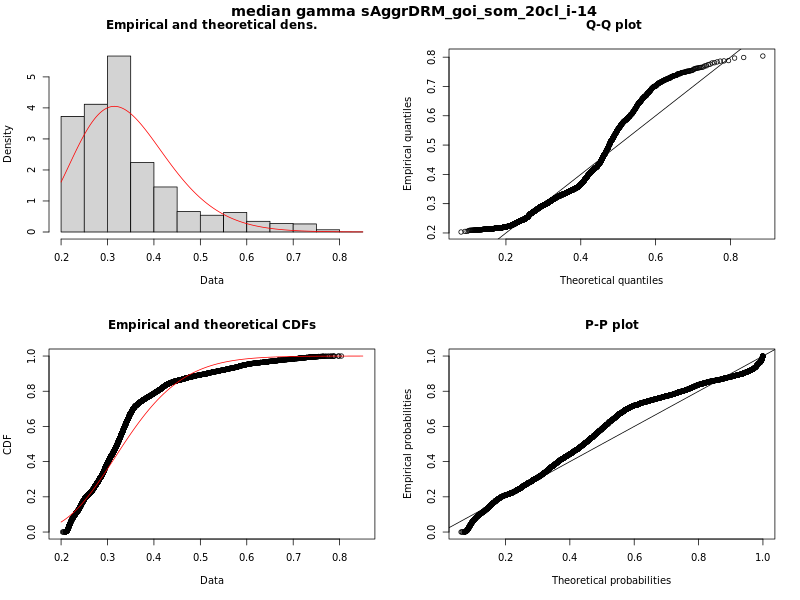 median gamma sAggrDRM_goi_som_20cl_i-14
Empirical and theoretical dens.
Density
0 1 2 3 4 5
0.2 0.3 0.4 0.5 0.6 0.7 0.8
Data
Q-Q plot
Empirical quantiles
0.2 0.3 0.4 0.5 0.6 0.7 0.8
0.2 0.4 0.6 0.8
Theoretical quantiles
Empirical and theoretical CDFs
CDF
0.0 0.2 0.4 0.6 0.8 1.0
0.2 0.3 0.4 0.5 0.6 0.7 0.8
Data
P-P plot
Empirical probabilities
0.0 0.2 0.4 0.6 0.8 1.0
0.2 0.4 0.6 0.8 1.0
Theoretical probabilities